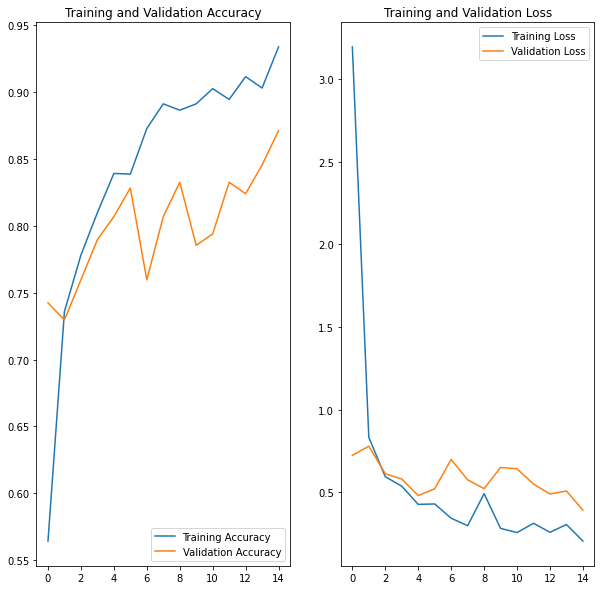 Training and Validation Accuracy
0.95
0.90
0.85
0.80
0.75
0.70
0.65
0.60
0.55
0 2 4 6 8 10 12 14
Training Accuracy
Validation Accuracy
Training and Validation Loss
3.0
2.5
2.0
1.5
1.0
0.5
0 2 4 6 8 10 12 14
Training Loss
Validation Loss